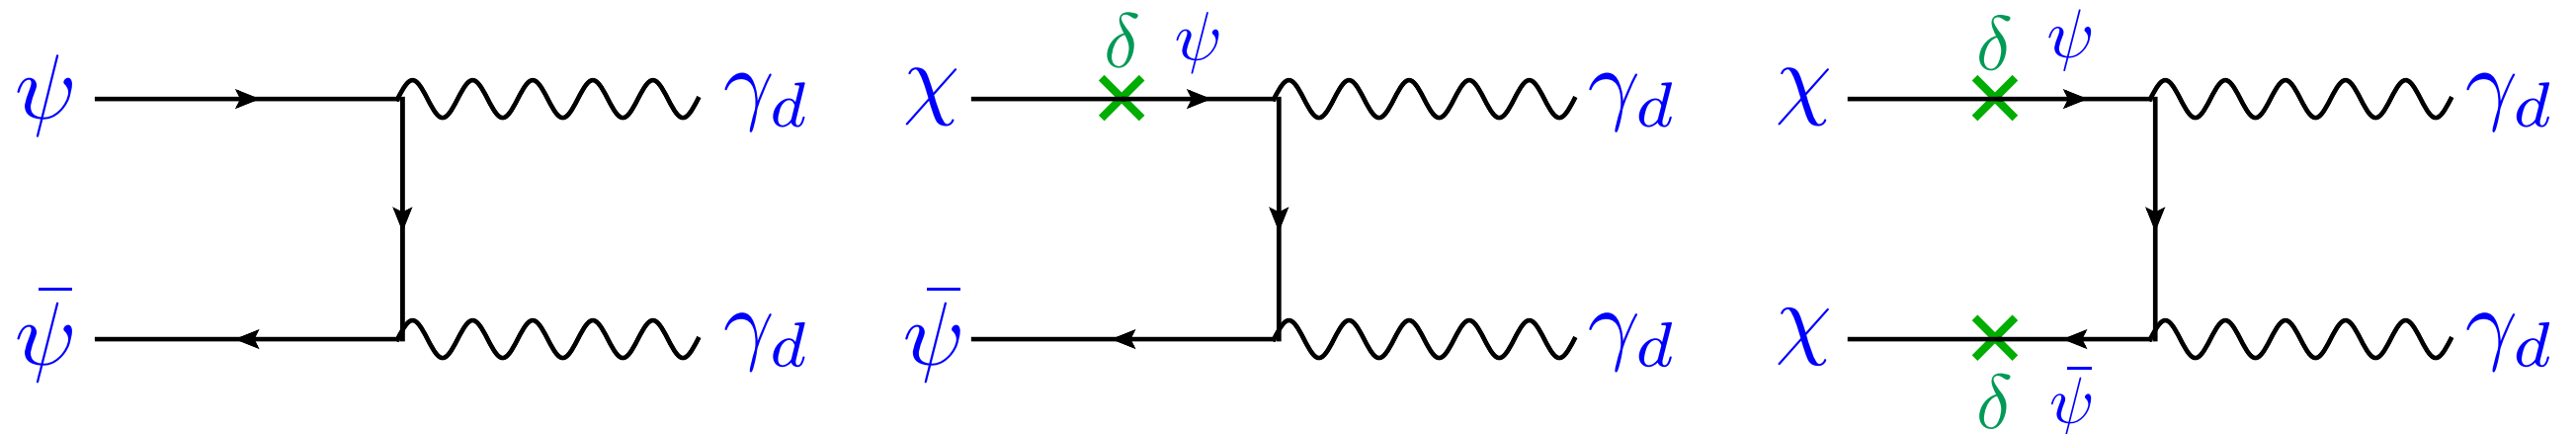 ψ γd χ δ ψ γd χ δ ψ γd
ψ̄ γd ψ̄ γd χ δ ψ̄ γd